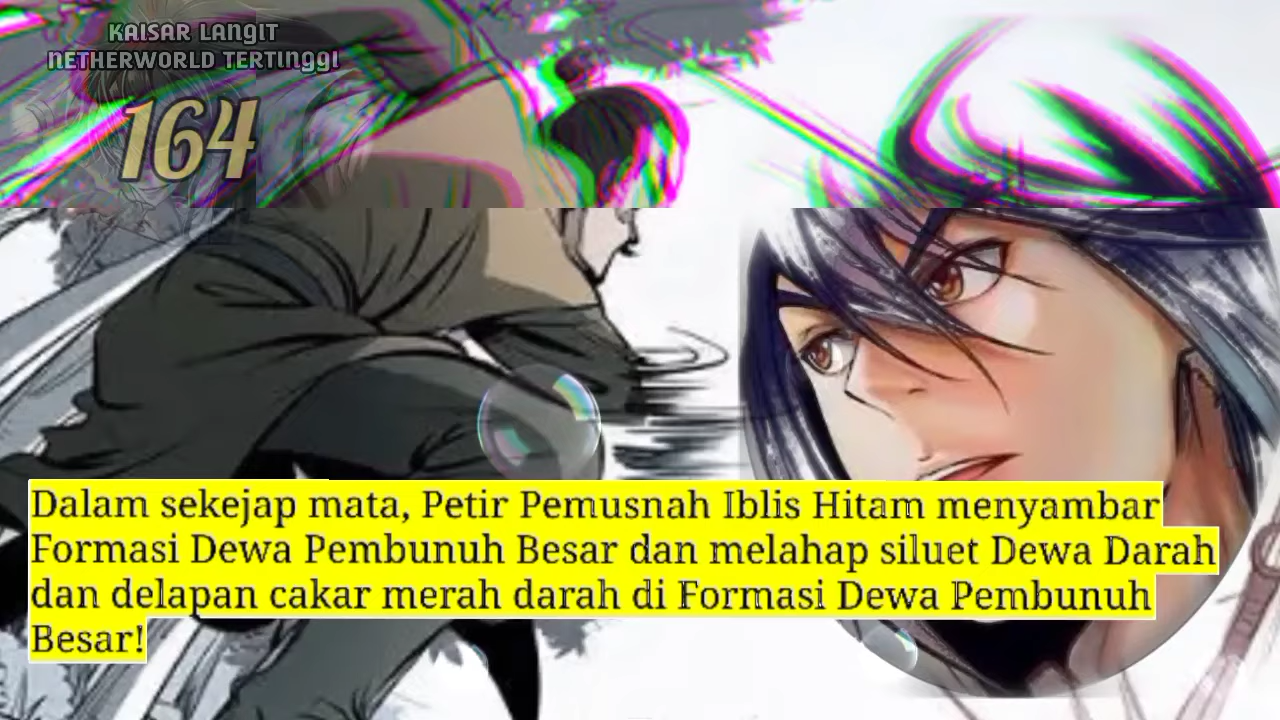 KAISAR LANGIT
NETHERWORLD TERTINGGI
164
Dalam sekejap mata, Petir Pemusnah Iblis Hitam menyambar
Formasi Dewa Pembunuh Besar dan melahap siluet Dewa Darah
dan delapan cakar merah darah di Formasi Dewa Pembunuh
Besar!